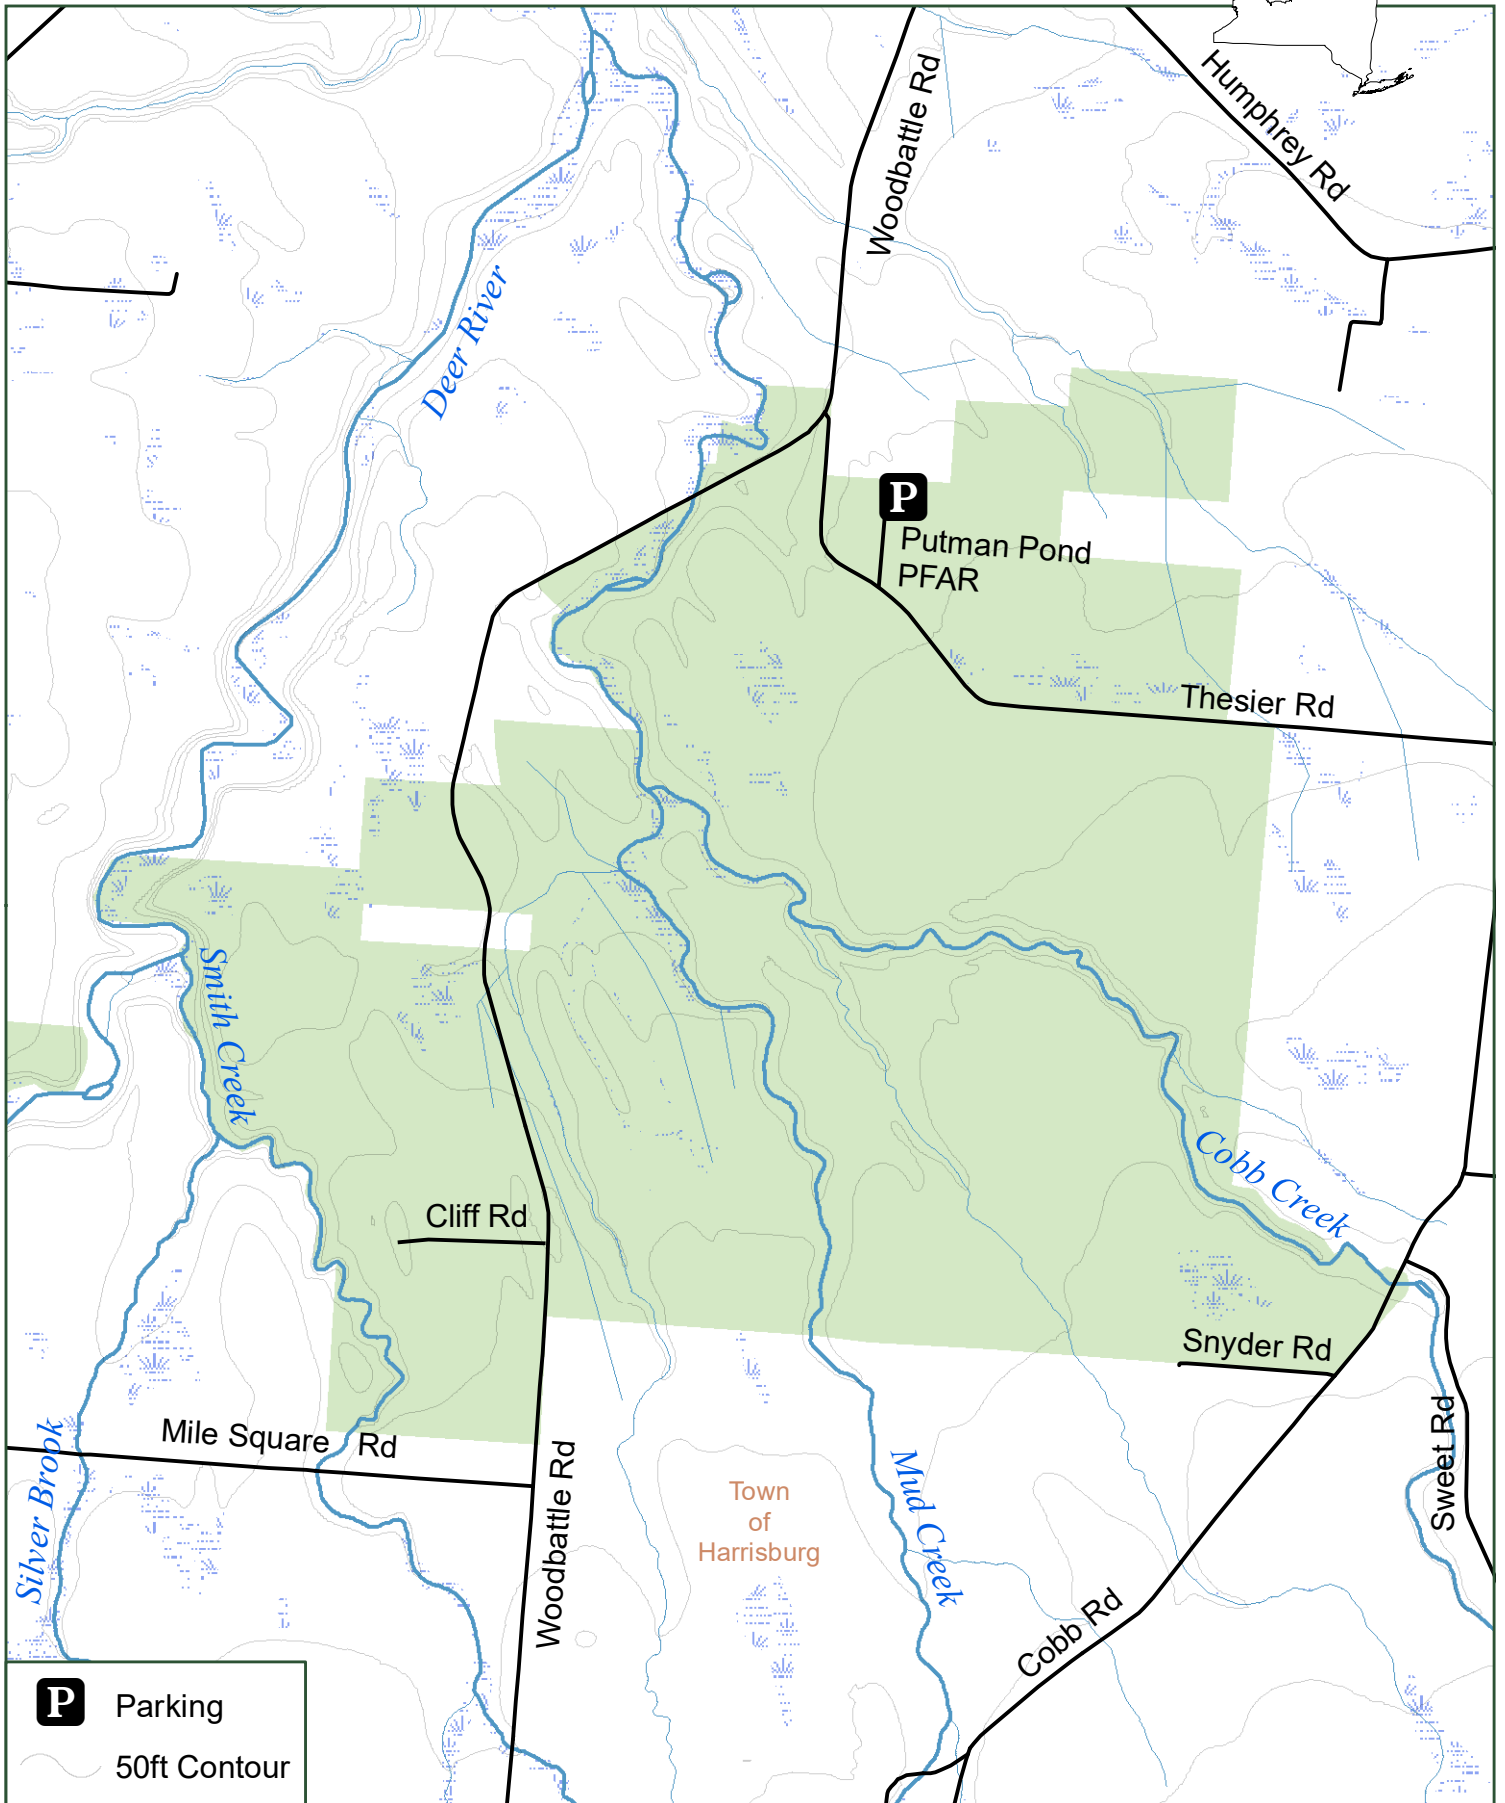 Woodbattle Rd
Humphrey Rd
Deer River
P
Putman Pond
PFAR
Thesier Rd
Smith Creek
Cobb Creek
Cliff Rd
Snyder Rd
Mile Square Rd
Silver Brook
Woodbattle Rd
Town
of
Harrisburg
Mud Creek
Sweet Rd
Cobb Rd
P Parking
50ft Contour